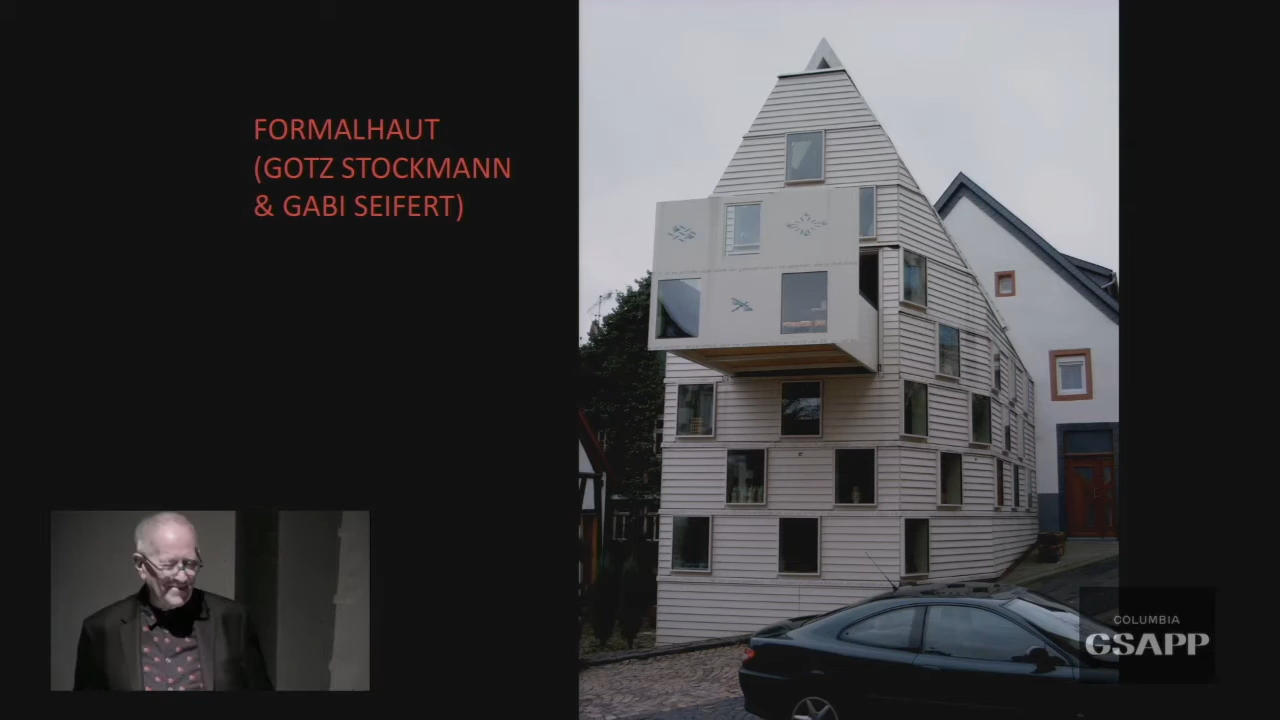 FORMALHAUT
(GOTZ STOCKMANN
& GABI SEIFERT)
COLUMBIA
GSAPP